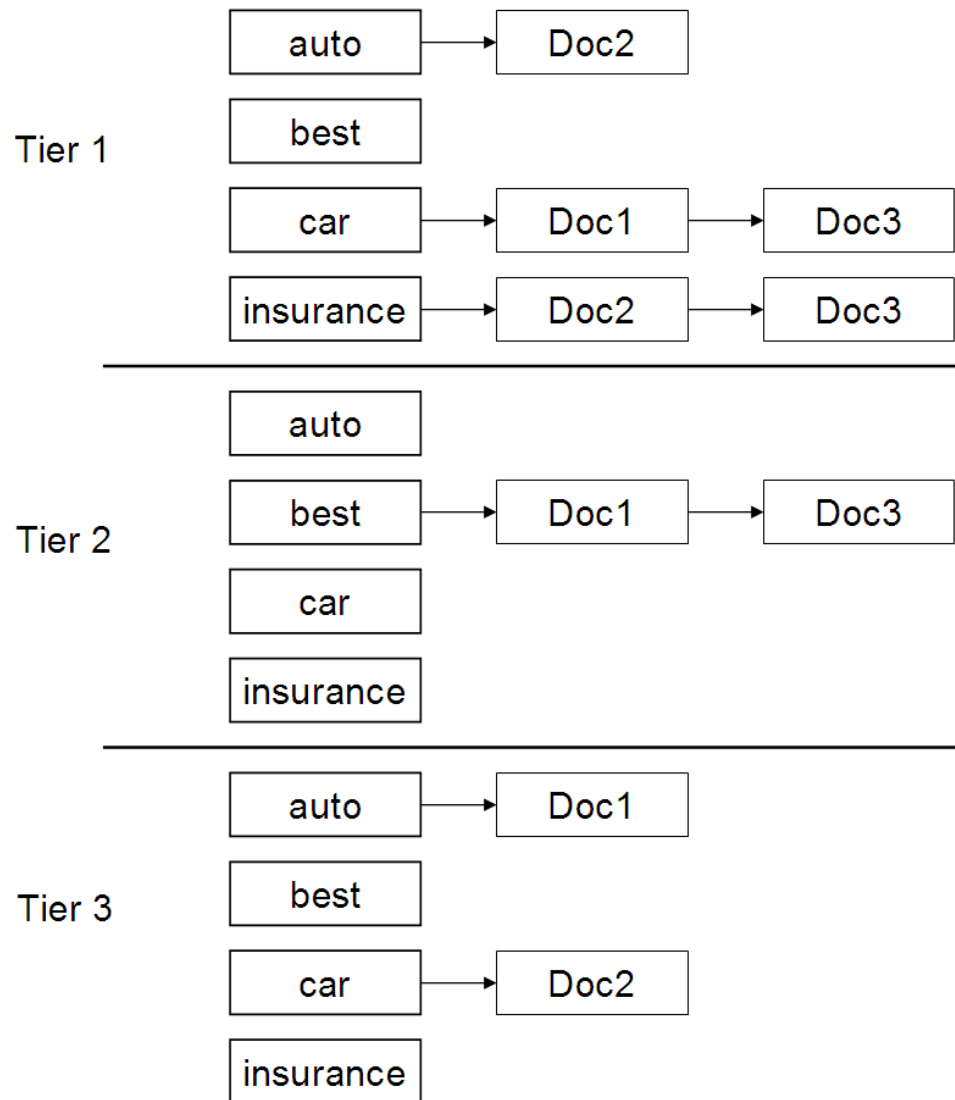 auto Doc2
Tier 1
best
car Doc1 Doc3
insurance Doc2 Doc3
auto
best Doc1 Doc3
Tier 2
car
insurance
auto Doc1
best
Tier 3
car Doc2
insurance